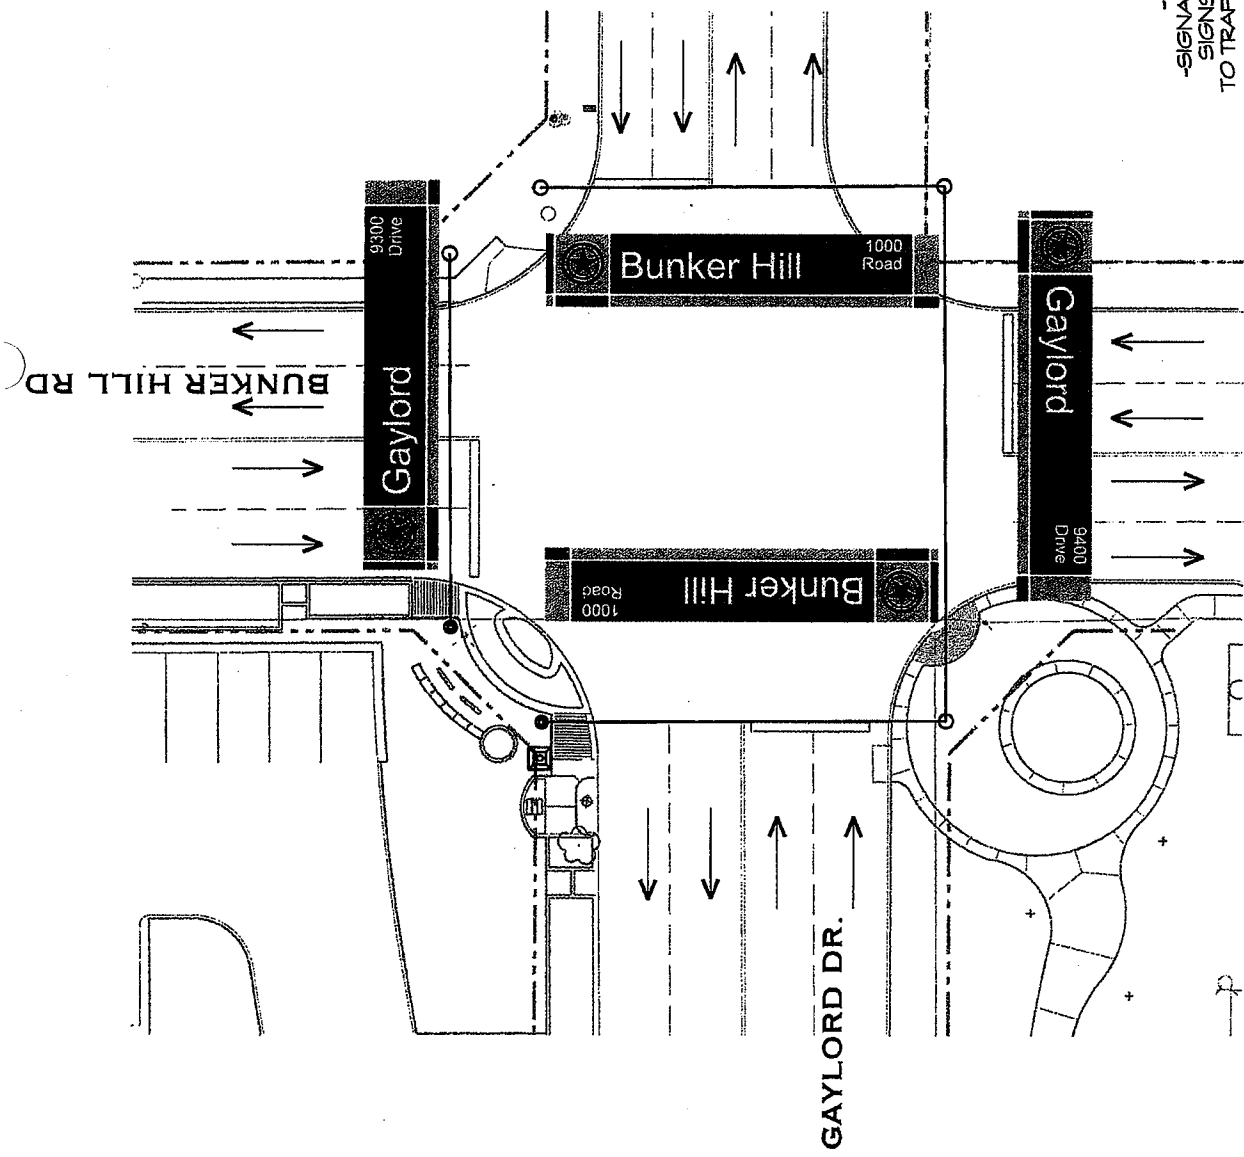 -SIGNA
SIGNS
TO TRAF
9300
Drive
Gaylord
Bunker Hill
1000
Road
Gaylord
9400
Drive
BUNKER HILL RD
Bunker Hill
1000
Road
GAYLORD DR.